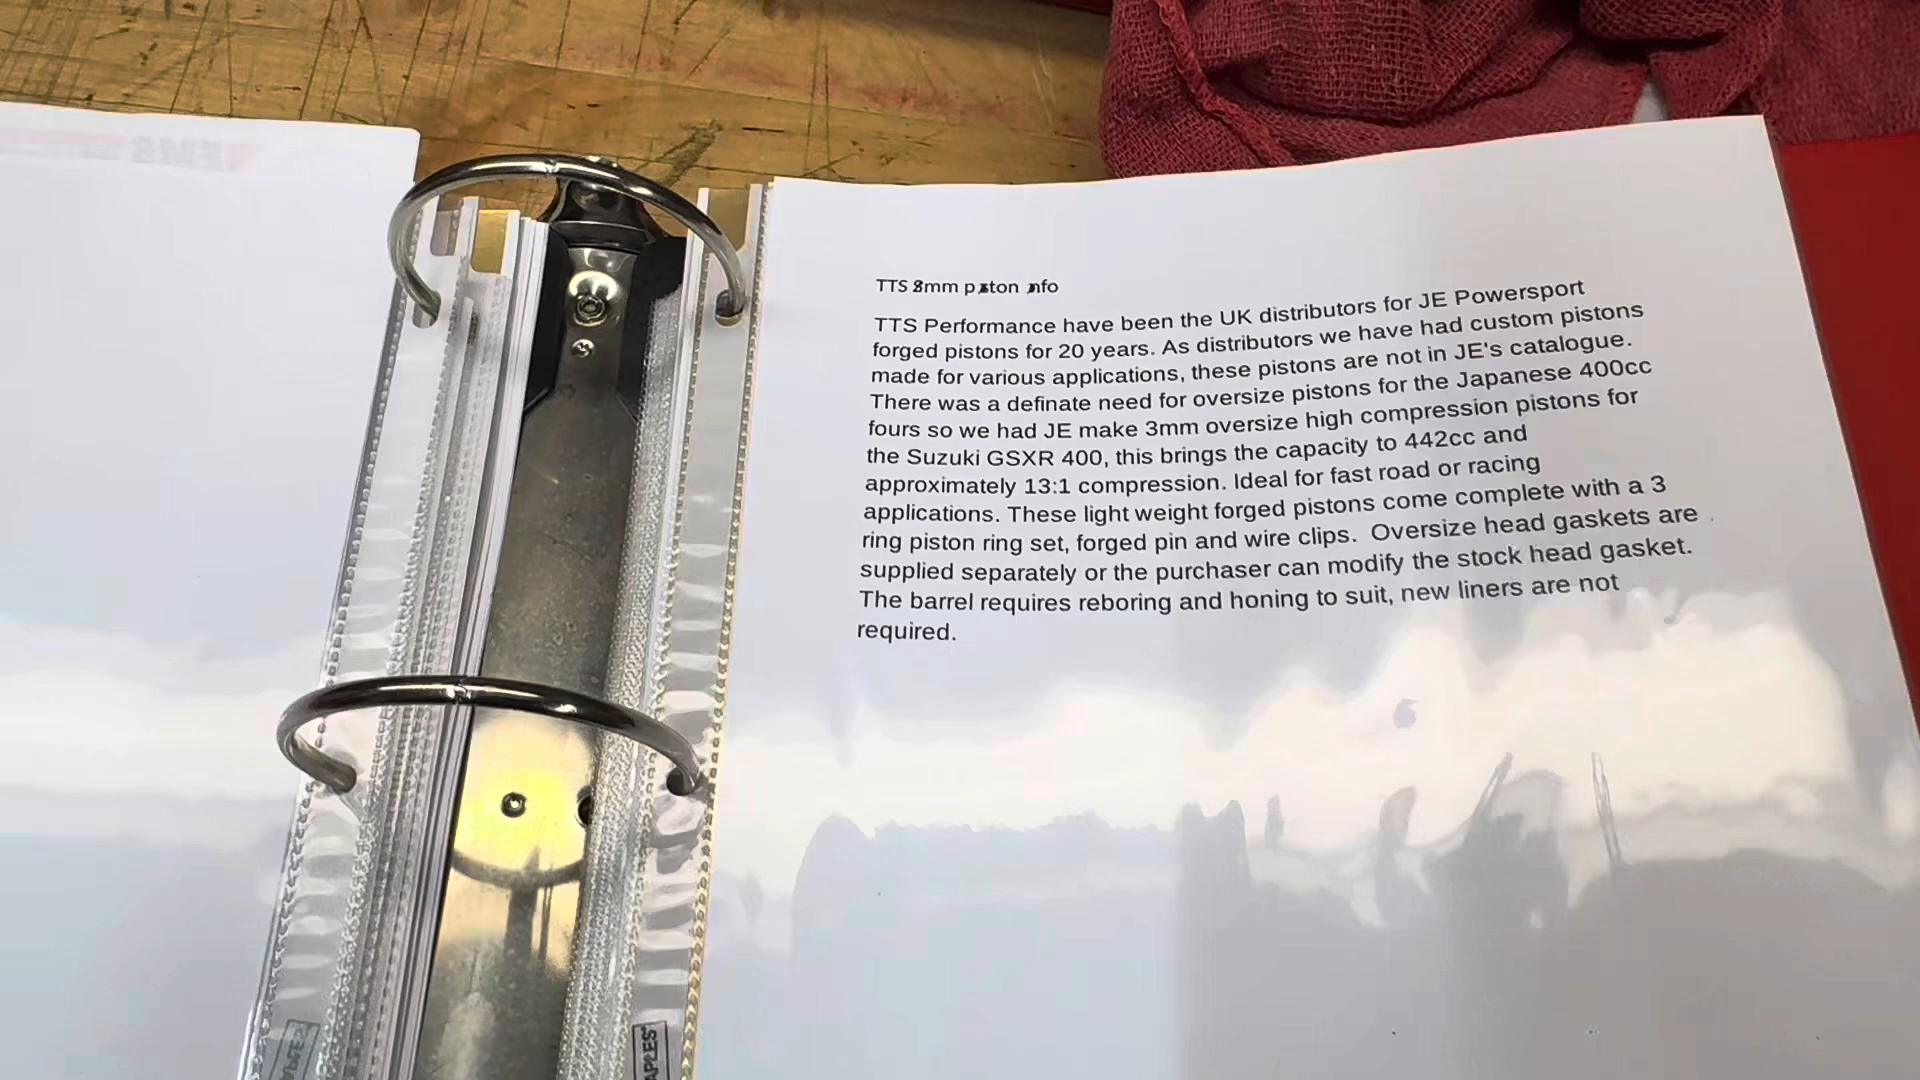 TTS mm
TTS Performance have been the UK distributors for JE Powersport
forged pistons for 20 years. As distributors we have had custom pistons
made for various applications, these pistons are not in JE's catalogue.
There was a definate need for oversize pistons for the Japanese 400cc
fours so we had JE make 3mm oversize high compression pistons for
the Suzuki GSXR 400, this brings the capacity to 442cc and
approximately 13:1 compression. Ideal for fast road or racing
applications. These light weight forged pistons come complete with a 3
ring piston ring set, forged pin and wire clips. Oversize head gaskets are
supplied separately or the purchaser can modify the stock head gasket.
The barrel requires reboring and honing to suit, new liners are not
required.